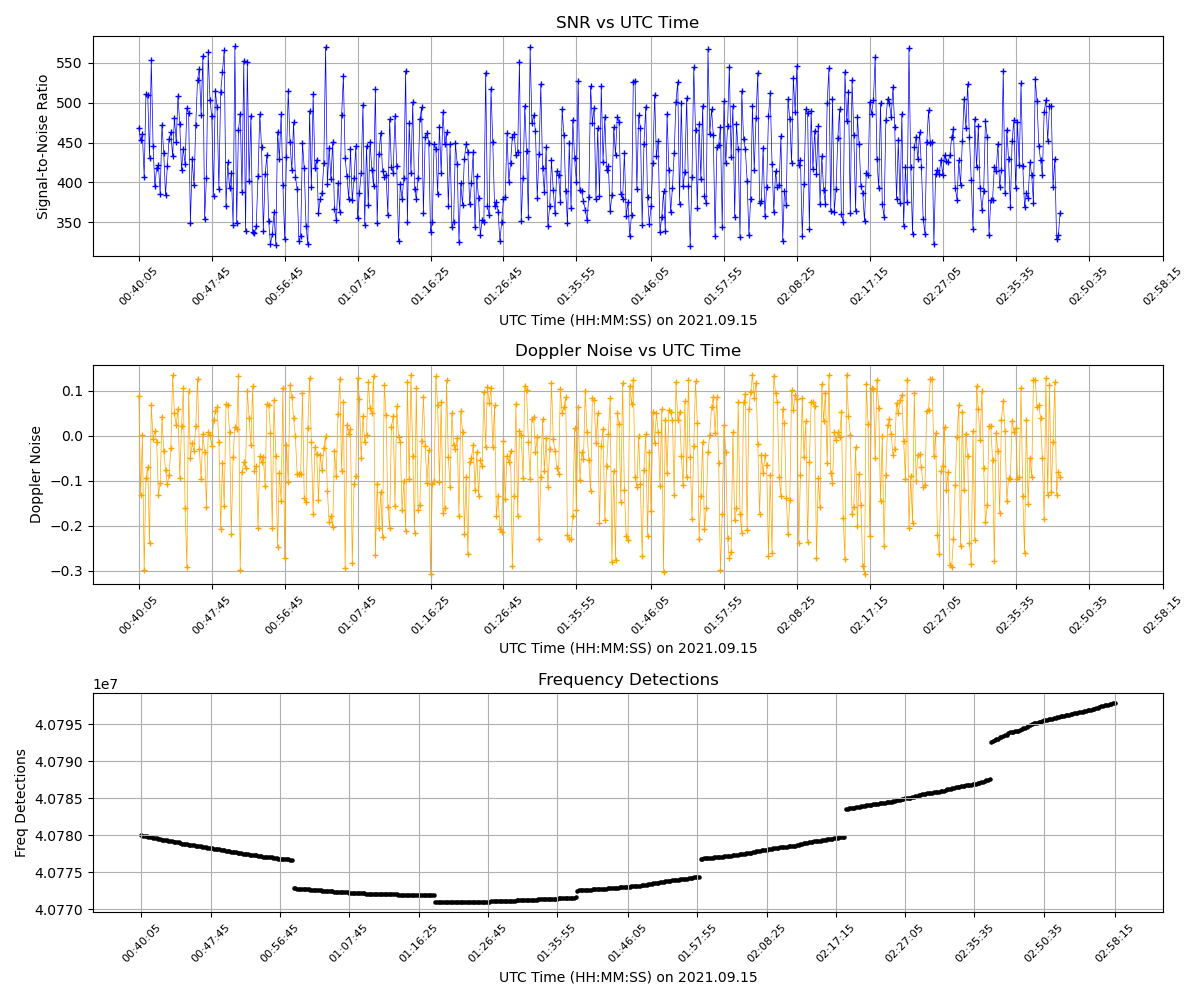 SNR vs UTC Time
Signal-to-Noise Ratio
550
500
450
400
350
00:40:05 00:47:45 00:56:45 01:07:45 01:16:25 01:26:45 01:35:55 01:46:05 01:57:55 02:08:25 02:17:15 02:27:05 02:35:35 02:50:35 02:58:15
UTC Time (HH:MM:SS) on 2021.09.15
Doppler Noise vs UTC Time
Doppler Noise
0.1
0.0
−0.1
−0.2
−0.3
00:40:05 00:47:45 00:56:45 01:07:45 01:16:25 01:26:45 01:35:55 01:46:05 01:57:55 02:08:25 02:17:15 02:27:05 02:35:35 02:50:35 02:58:15
UTC Time (HH:MM:SS) on 2021.09.15
Frequency Detections
1e7
Freq Detections
4.0795
4.0790
4.0785
4.0780
4.0775
4.0770
00:40:05 00:47:45 00:56:45 01:07:45 01:16:25 01:26:45 01:35:55 01:46:05 01:57:55 02:08:25 02:17:15 02:27:05 02:35:35 02:50:35 02:58:15
UTC Time (HH:MM:SS) on 2021.09.15